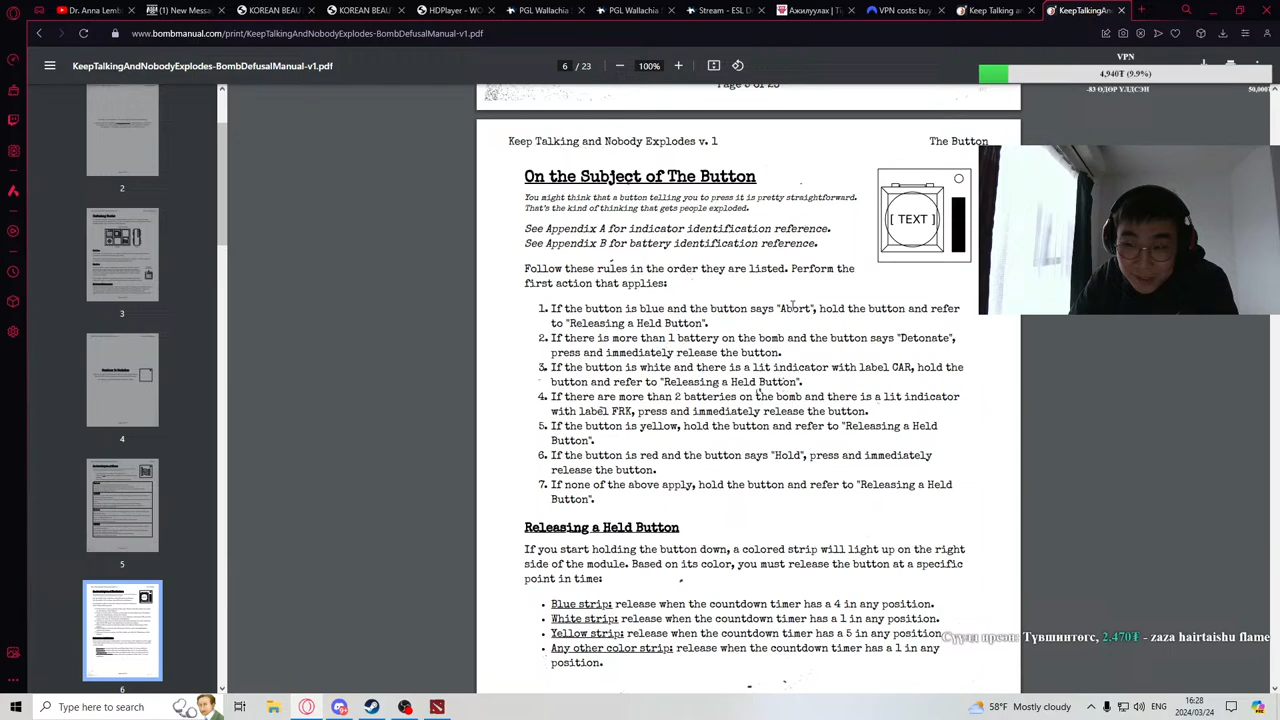 Dr. Anna Lemb
(1) New Messa
KOREAN BEAU
KOREAN BEAU
HDPlayer - W
PGL Wallachia
PGL Wallachia
Stream - ESL D
Ажилуулах | Т
VPN costs: buy
Keep Talking an
KeepTalkingAn
www.bombmanual.com/print/KeepTalkingAndNobodyExplodes-BombDefusalManual-v1.pdf
KeepTalkingAndNobodyExplodes-BombDefusalManual-v1.pdf
6 / 23
100%
VPN
4,940₮ (9.9%)
-83 ӨДӨР ҮЛДСЭН
50,000₮
2
3
4
5
6
Keep Talking and Nobody Explodes v. 1
The Button
On the Subject of The Button
You might think that a button telling you to press it is pretty straightforward.
That's the kind of thinking that gets people exploded.
[ TEXT ]
See Appendix A for indicator identification reference.
See Appendix B for battery identification reference.
Follow these rules in the order they are listed. Perform the
first action that applies:
1. If the button is blue and the button says "Abort", hold the button and refer
to "Releasing a Held Button".
2. If there is more than 1 battery on the bomb and the button says "Detonate",
press and immediately release the button.
3. If the button is white and there is a lit indicator with label CAR, hold the
button and refer to "Releasing a Held Button".
4. If there are more than 2 batteries on the bomb and there is a lit indicator
with label FRK, press and immediately release the button.
5. If the button is yellow, hold the button and refer to "Releasing a Held
Button".
6. If the button is red and the button says "Hold", press and immediately
release the button.
7. If none of the above apply, hold the button and refer to "Releasing a Held
Button".
Releasing a Held Button
If you start holding the button down, a colored strip will light up on the right
side of the module. Based on its color, you must release the button at a specific
point in time:
Blue strip: release when the countdown timer has a 4 in any position.
White strip: release when the countdown timer has a 1 in any position.
Yellow strip: release when the countdown timer has a 5 in any position
Any other color strip: release when the countdown timer has a 1 in any
position.
Түвшинтөгс, 2,470₮ - zaza hairtaishu flame
Type here to search
58°F Mostly cloudy
16:28
2024/03/24